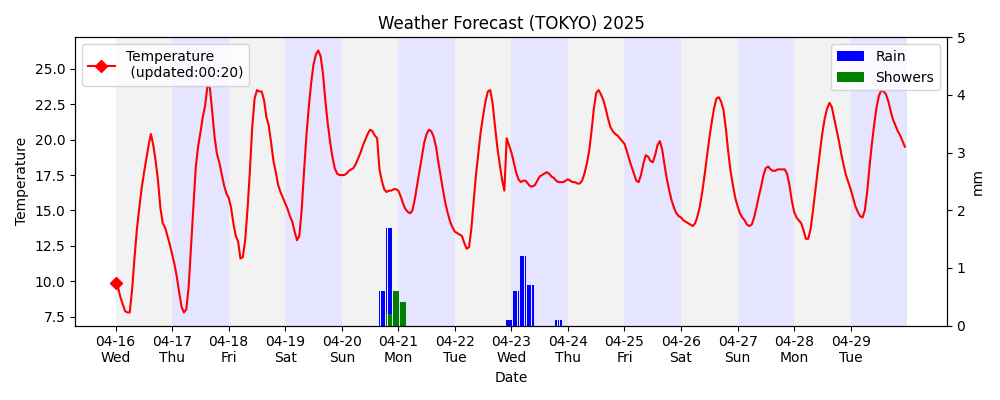 Weather Forecast (TOKYO) 2025
Temperature
(updated:00:20)
Rain
Showers
Temperature
25.0
22.5
20.0
17.5
15.0
12.5
10.0
7.5
5
4
3
2
1
0
mm
04-16 04-17 04-18 04-19 04-20 04-21 04-22 04-23 04-24 04-25 04-26 04-27 04-28 04-29
Wed Thu Fri Sat Sun Mon Tue Wed Thu Fri Sat Sun Mon Tue
Date